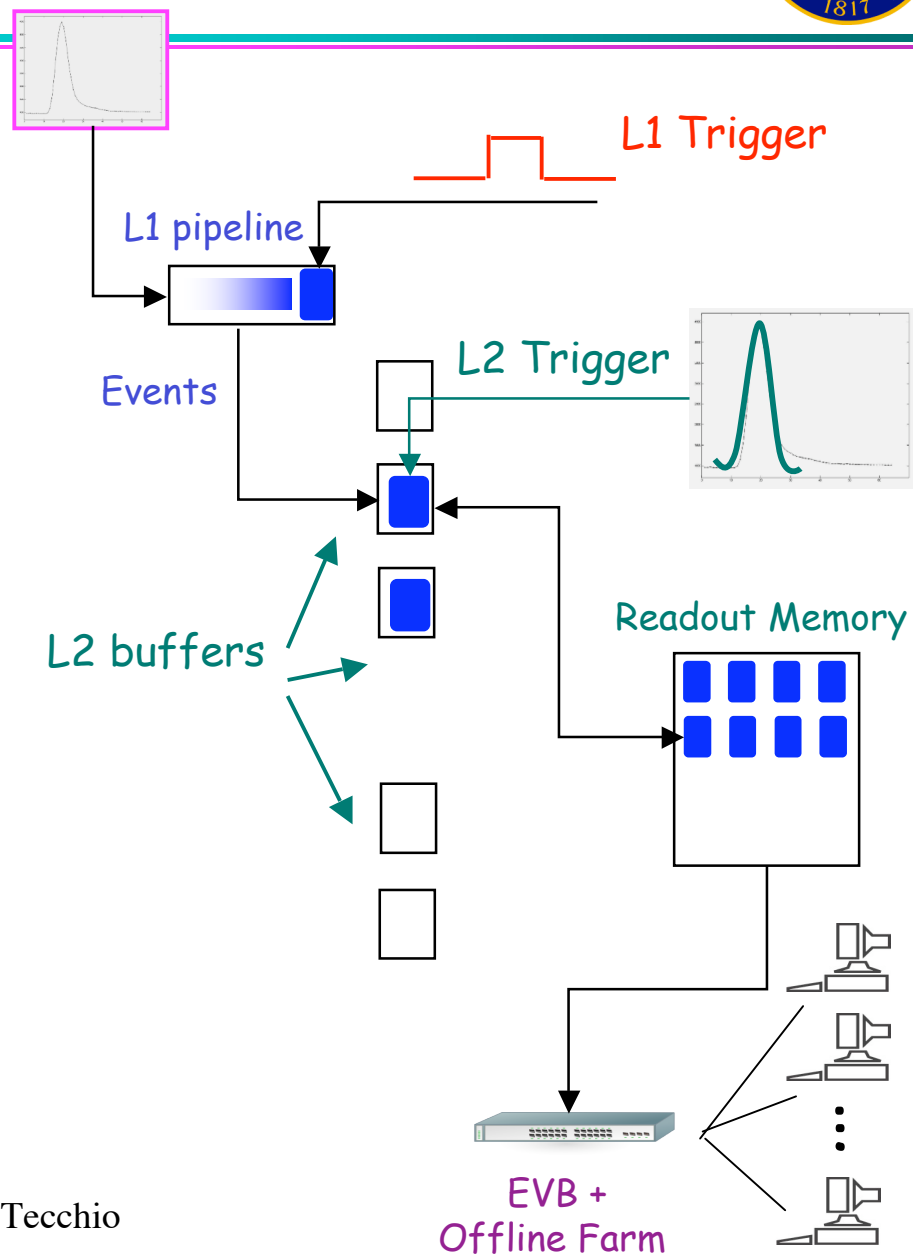 1817
L1 Trigger
L1 pipeline
L2 Trigger
Events
Readout Memory
L2 buffers
EVB +
Offline Farm
Tecchio